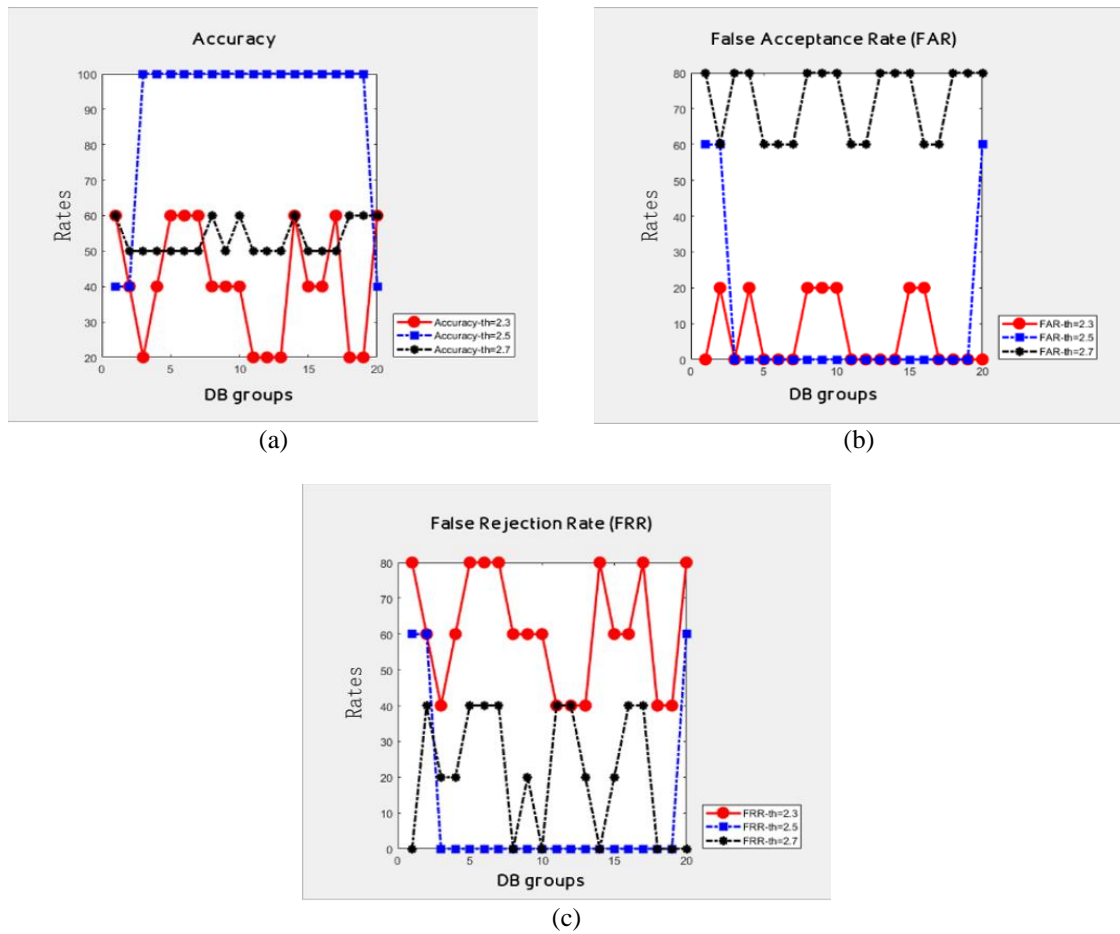 Accuracy
100
90
80
70
60
50
40
30
20
0
5
10
15
20
Rates
DB groups
Accuracy-th=2.3
Accuracy-th=2.5
Accuracy-th=2.7
(a)
False Acceptance Rate (FAR)
80
70
60
50
40
30
20
10
0
0
5
10
15
20
Rates
DB groups
FAR-th=2.3
FAR-th=2.5
FAR-th=2.7
(b)
False Rejection Rate (FRR)
80
70
60
50
40
30
20
10
0
0
5
10
15
20
Rates
DB groups
FRR-th=2.3
FRR-th=2.5
FRR-th=2.7
(c)